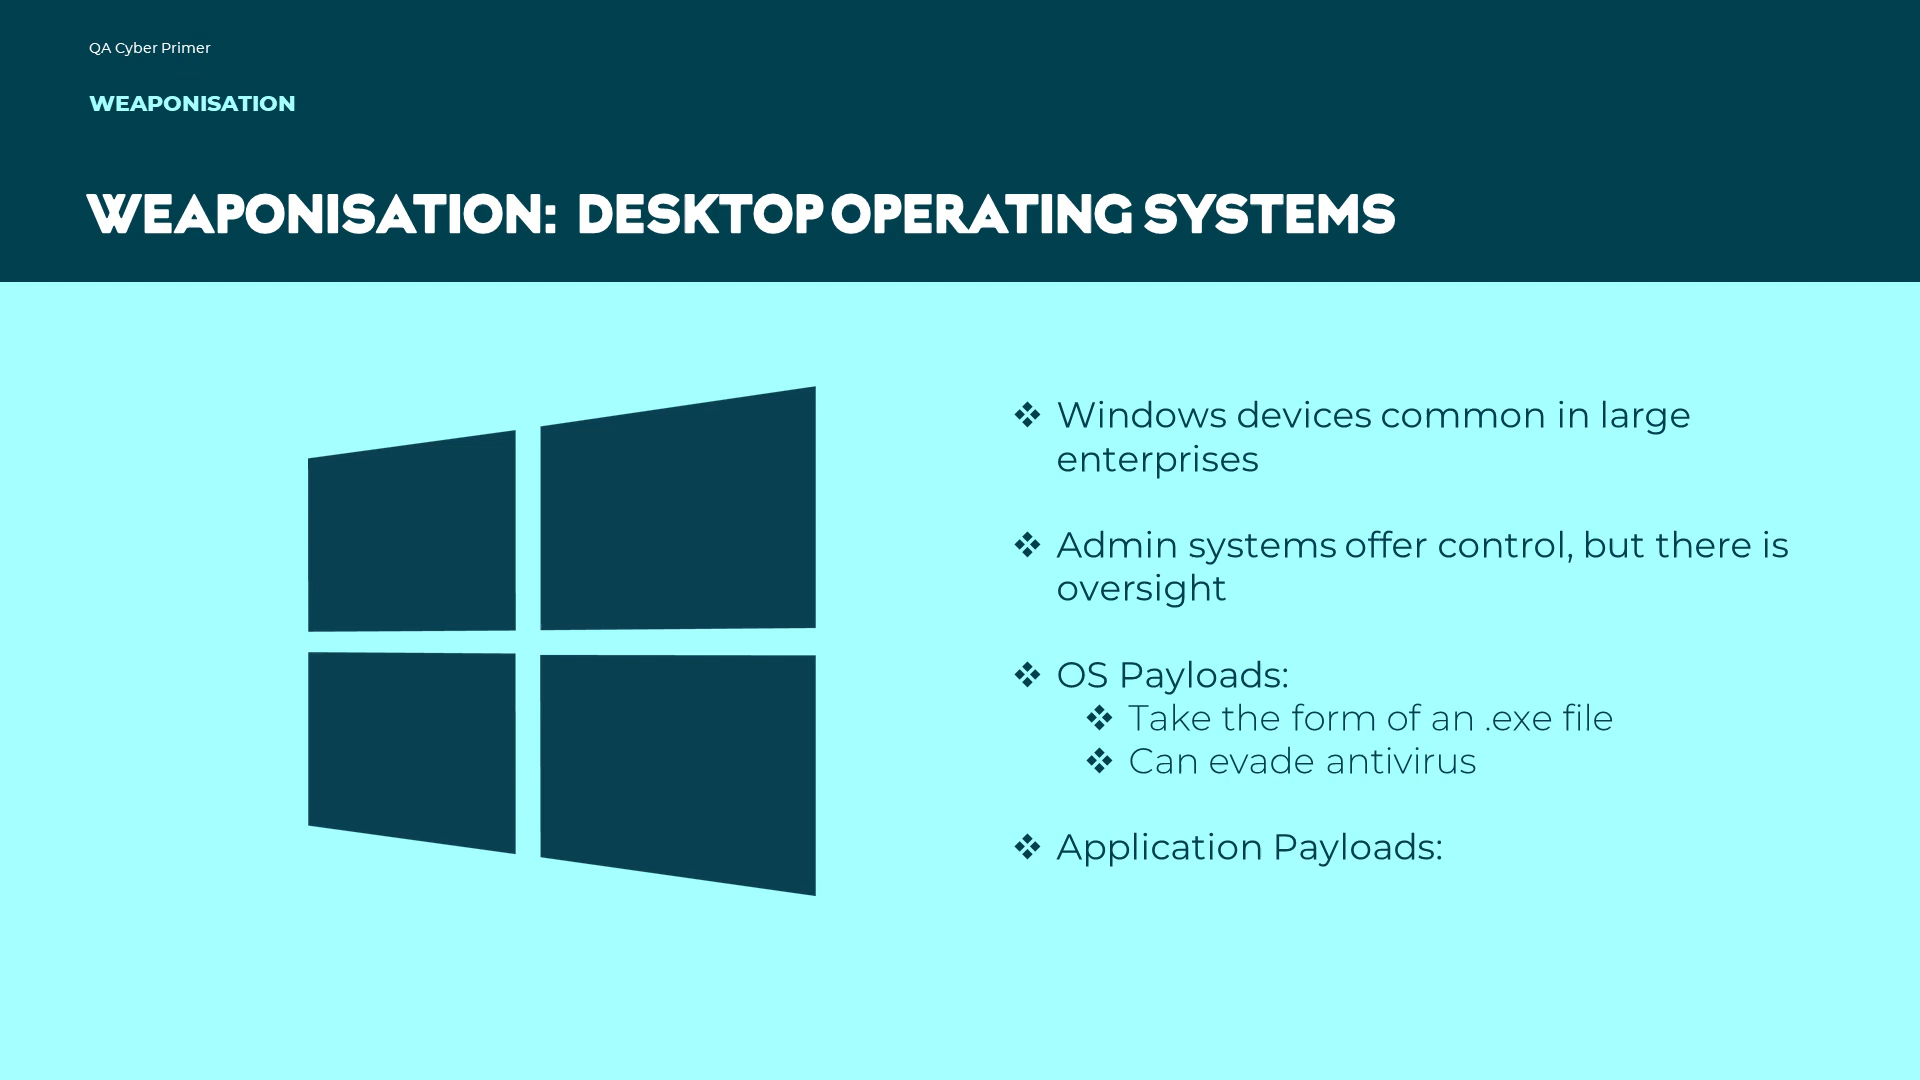 QA Cyber Primer
WEAPONISATION
WEAPONISATION: DESKTOP OPERATING SYSTEMS
❖ Windows devices common in large
enterprises
❖ Admin systems offer control, but there is
oversight
❖ OS Payloads:
❖ Take the form of an .exe file
❖ Can evade antivirus
❖ Application Payloads: